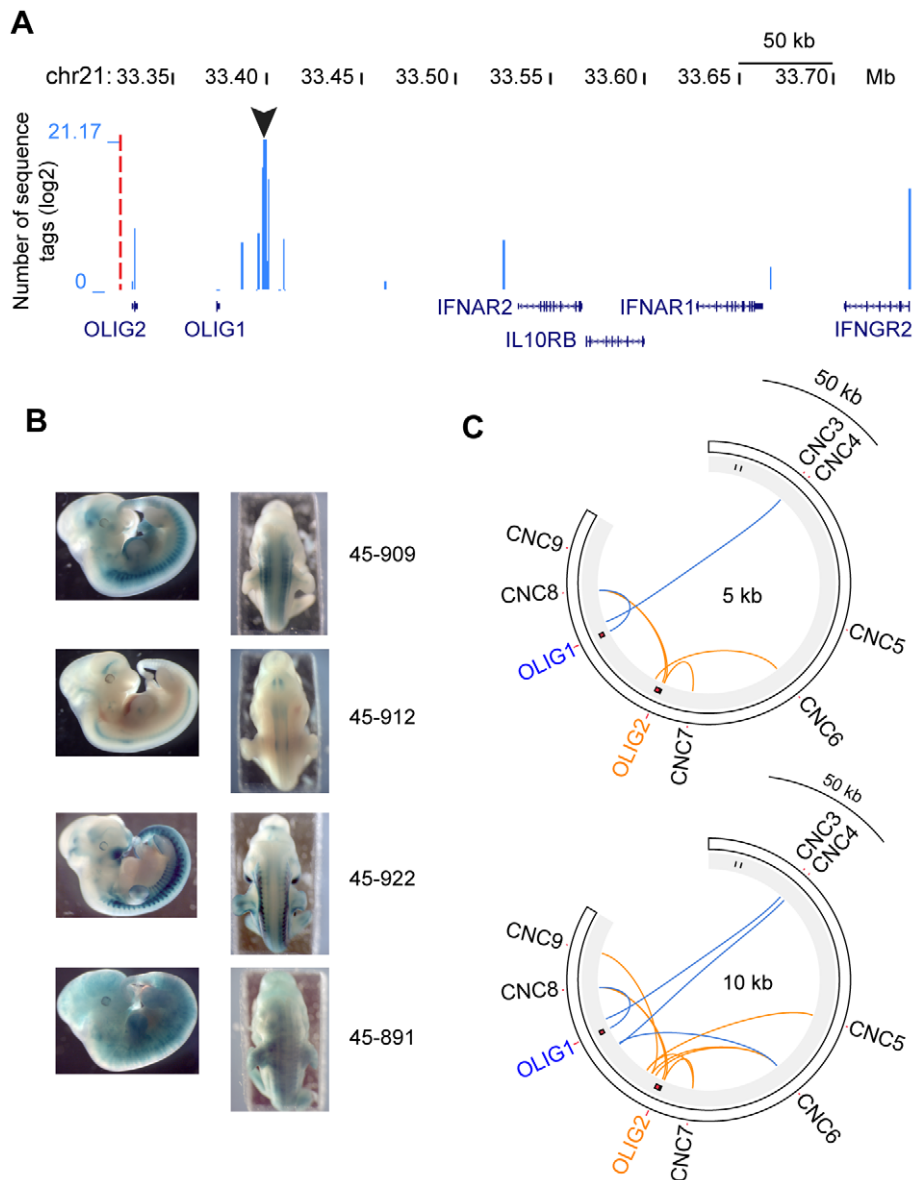 A
50 kb
chr21: 33.35 33.40 33.45 33.50 33.55 33.60 33.65 33.70 Mb
Number of sequence
tags (log2)
21.17
0
OLIG2 OLIG1 IFNAR2 IFNAR1 IFNGR2
IL10RB
B
45-909
45-912
45-922
45-891
C
50 kb
CNC3
CNC4
CNC9
CNC8
5 kb
CNC5
OLIG1
CNC6
OLIG2
CNC7
50 kb
CNC3
CNC4
CNC9
CNC8
10 kb
CNC5
OLIG1
CNC6
OLIG2
CNC7